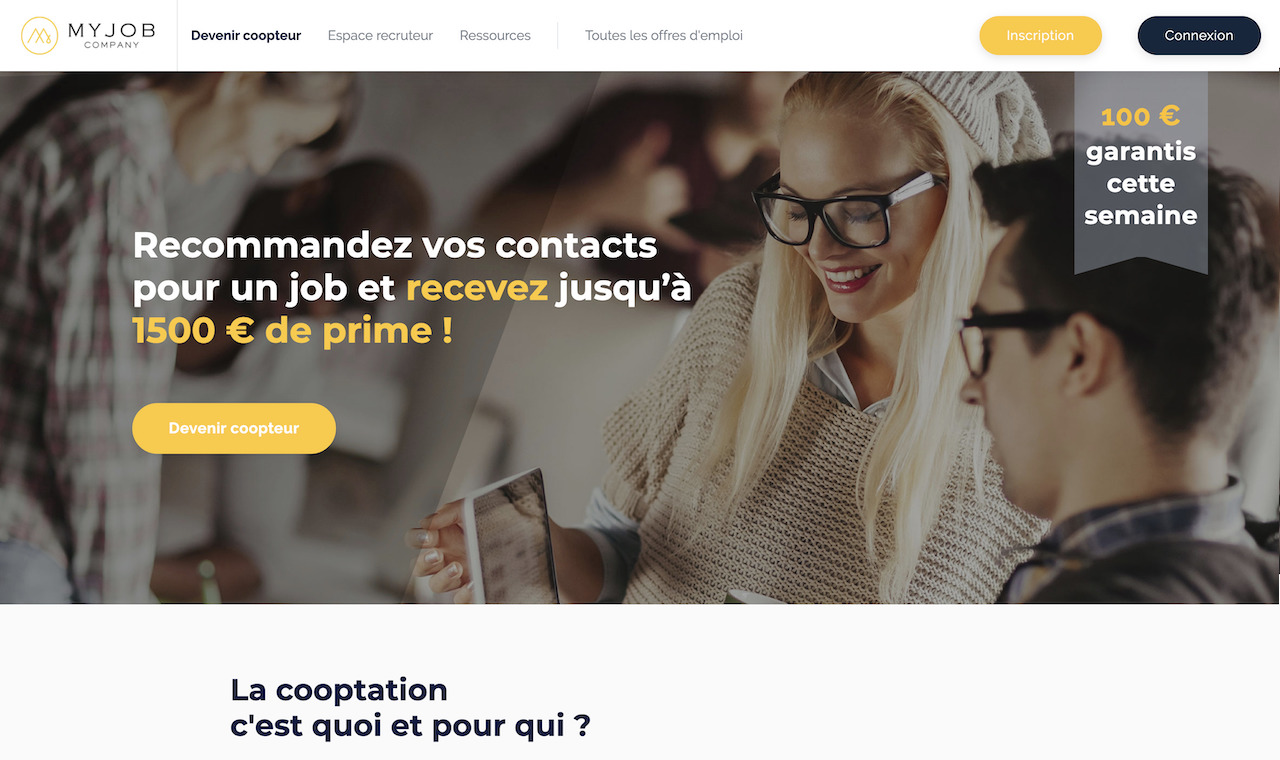 MYJOB
COMPANY
Devenir coopteur
Espace recruteur
Ressources
Toutes les offres d'emploi
Inscription
Connexion
100 €
garantis
cette
semaine
Recommandez vos contacts
pour un job et recevez jusqu’à
1500 € de prime !
Devenir coopteur
La cooptation
c'est quoi et pour qui ?